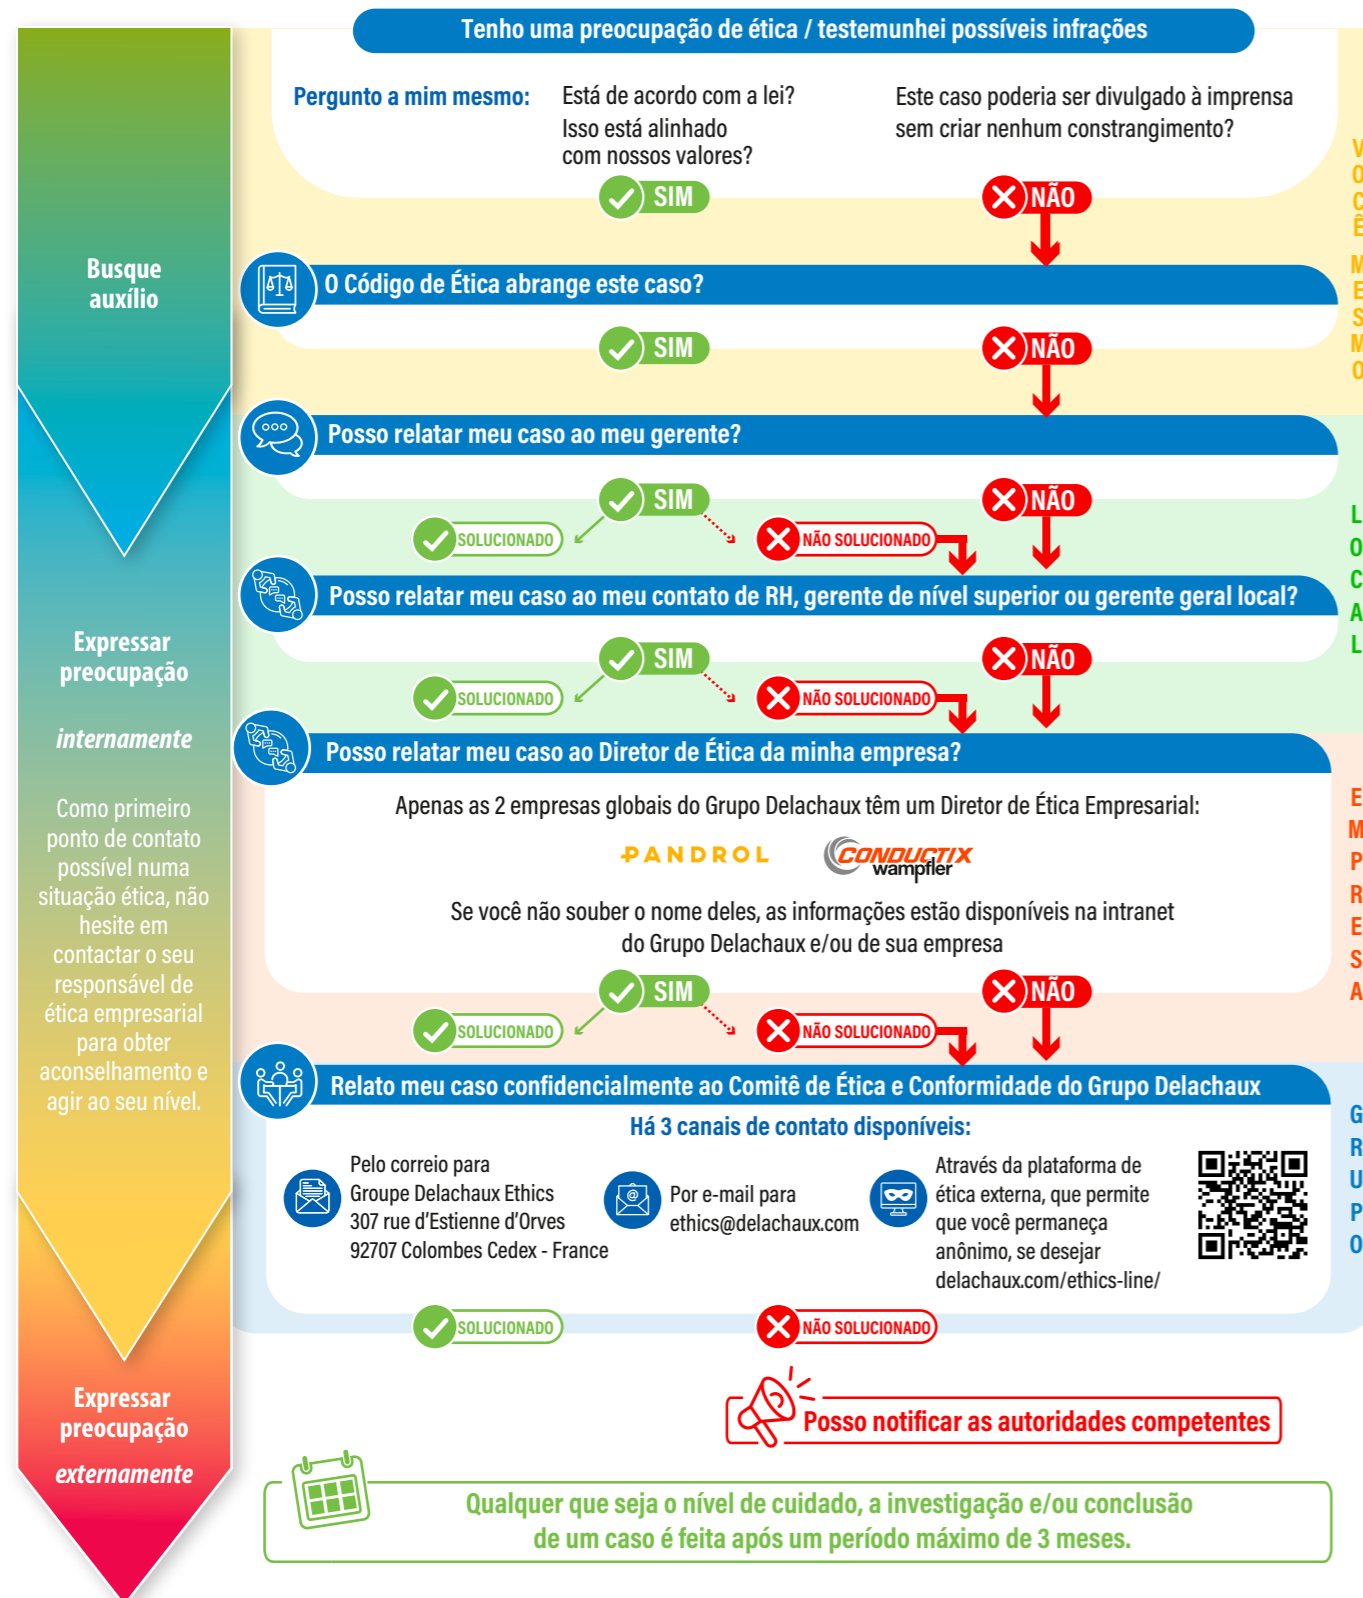 Tenho uma preocupação de ética / testemunhei possíveis infrações
Pergunto a mim mesmo:
Está de acordo com a lei?
Isso está alinhado
com nossos valores?
Este caso poderia ser divulgado à imprensa
sem criar nenhum constrangimento?
SIM
NÃO
VOCÊ MESMO
Busque
auxílio
O Código de Ética abrange este caso?
SIM
NÃO
Posso relatar meu caso ao meu gerente?
SIM
NÃO
SOLUCIONADO
NÃO SOLUCIONADO
LOCAL
Posso relatar meu caso ao meu contato de RH, gerente de nível superior ou gerente geral local?
SIM
NÃO
SOLUCIONADO
NÃO SOLUCIONADO
Expressar
preocupação
internamente
Como primeiro
ponto de contato
possível numa
situação ética, não
hesite em
contactar o seu
responsável de
ética empresarial
para obter
aconselhamento e
agir ao seu nível.
Posso relatar meu caso ao Diretor de Ética da minha empresa?
Apenas as 2 empresas globais do Grupo Delachaux têm um Diretor de Ética Empresarial:
PANDROL
CONDUCTIX
wampfler
Se você não souber o nome deles, as informações estão disponíveis na intranet
do Grupo Delachaux e/ou de sua empresa
SIM
NÃO
SOLUCIONADO
NÃO SOLUCIONADO
EMPRESA
Relato meu caso confidencialmente ao Comitê de Ética e Conformidade do Grupo Delachaux
Há 3 canais de contato disponíveis:
Pelo correio para
Groupe Delachaux Ethics
307 rue d'Estienne d'Orves
92707 Colombes Cedex - France
@
Por e-mail para
ethics@delachaux.com
Através da plataforma de
ética externa, que permite
que você permaneça
anônimo, se desejar
delachaux.com/ethics-line/
GRUPO
SOLUCIONADO
NÃO SOLUCIONADO
Expressar
preocupação
externamente
Posso notificar as autoridades competentes
Qualquer que seja o nível de cuidado, a investigação e/ou conclusão
de um caso é feita após um período máximo de 3 meses.